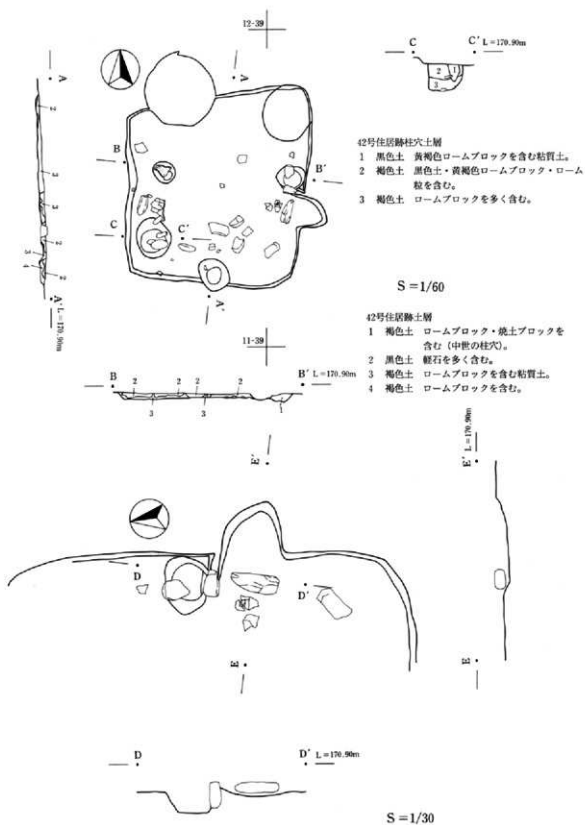 12-39
C C′ L=170.90m
2 1
3
A
A
2
B
B′
42号住居跡柱穴土層
1 黒色土 黄褐色ロームブロックを含む粘質土。
2 褐色土 黒色土・黄褐色ロームブロック・ローム
粒を含む。
3 褐色土 ロームブロックを多く含む。
3
3
C
C′
2
3
4
2
A′
A′
L=170.90m
S=1/60
42号住居跡土層
1 褐色土 ロームブロック・焼土ブロックを
含む（中世の柱穴）。
2 黒色土 軽石を多く含む。
3 褐色土 ロームブロックを含む粘質土。
4 褐色土 ロームブロックを含む。
11-39
B B′ L=170.90m
2 2 2 2
3 3 1
E′
E′ L=170.90m
D
D′
E
E
D D′ L=170.90m
S=1/30